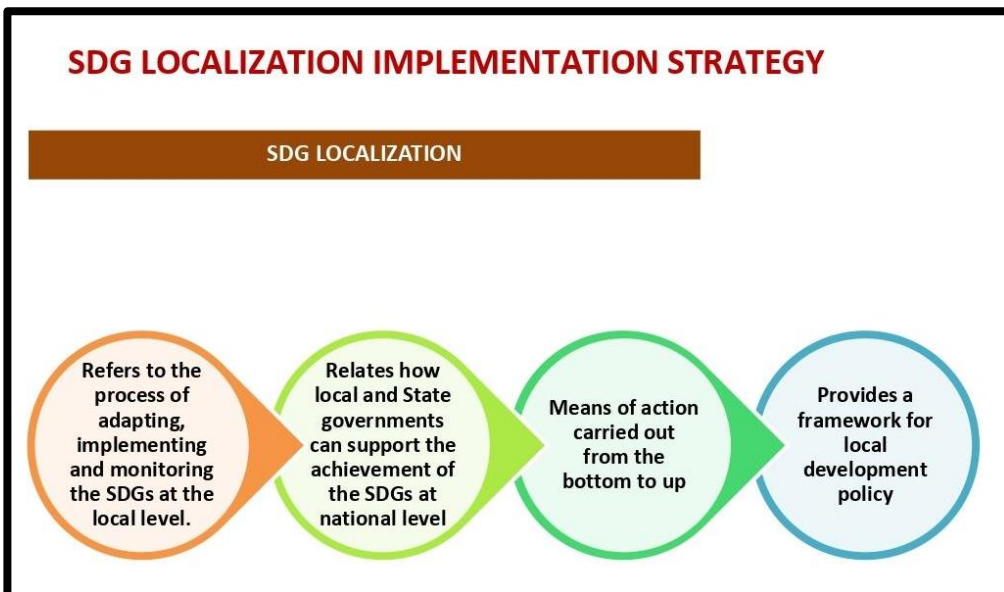 SDG LOCALIZATION IMPLEMENTATION STRATEGY
SDG LOCALIZATION
Refers to the
process of
adapting,
implementing
and monitoring
the SDGs at the
local level.
Relates how
local and State
governments
can support the
achievement of
the SDGs at
national level
Means of action
carried out
from the
bottom to up
Provides a
framework for
local
development
policy